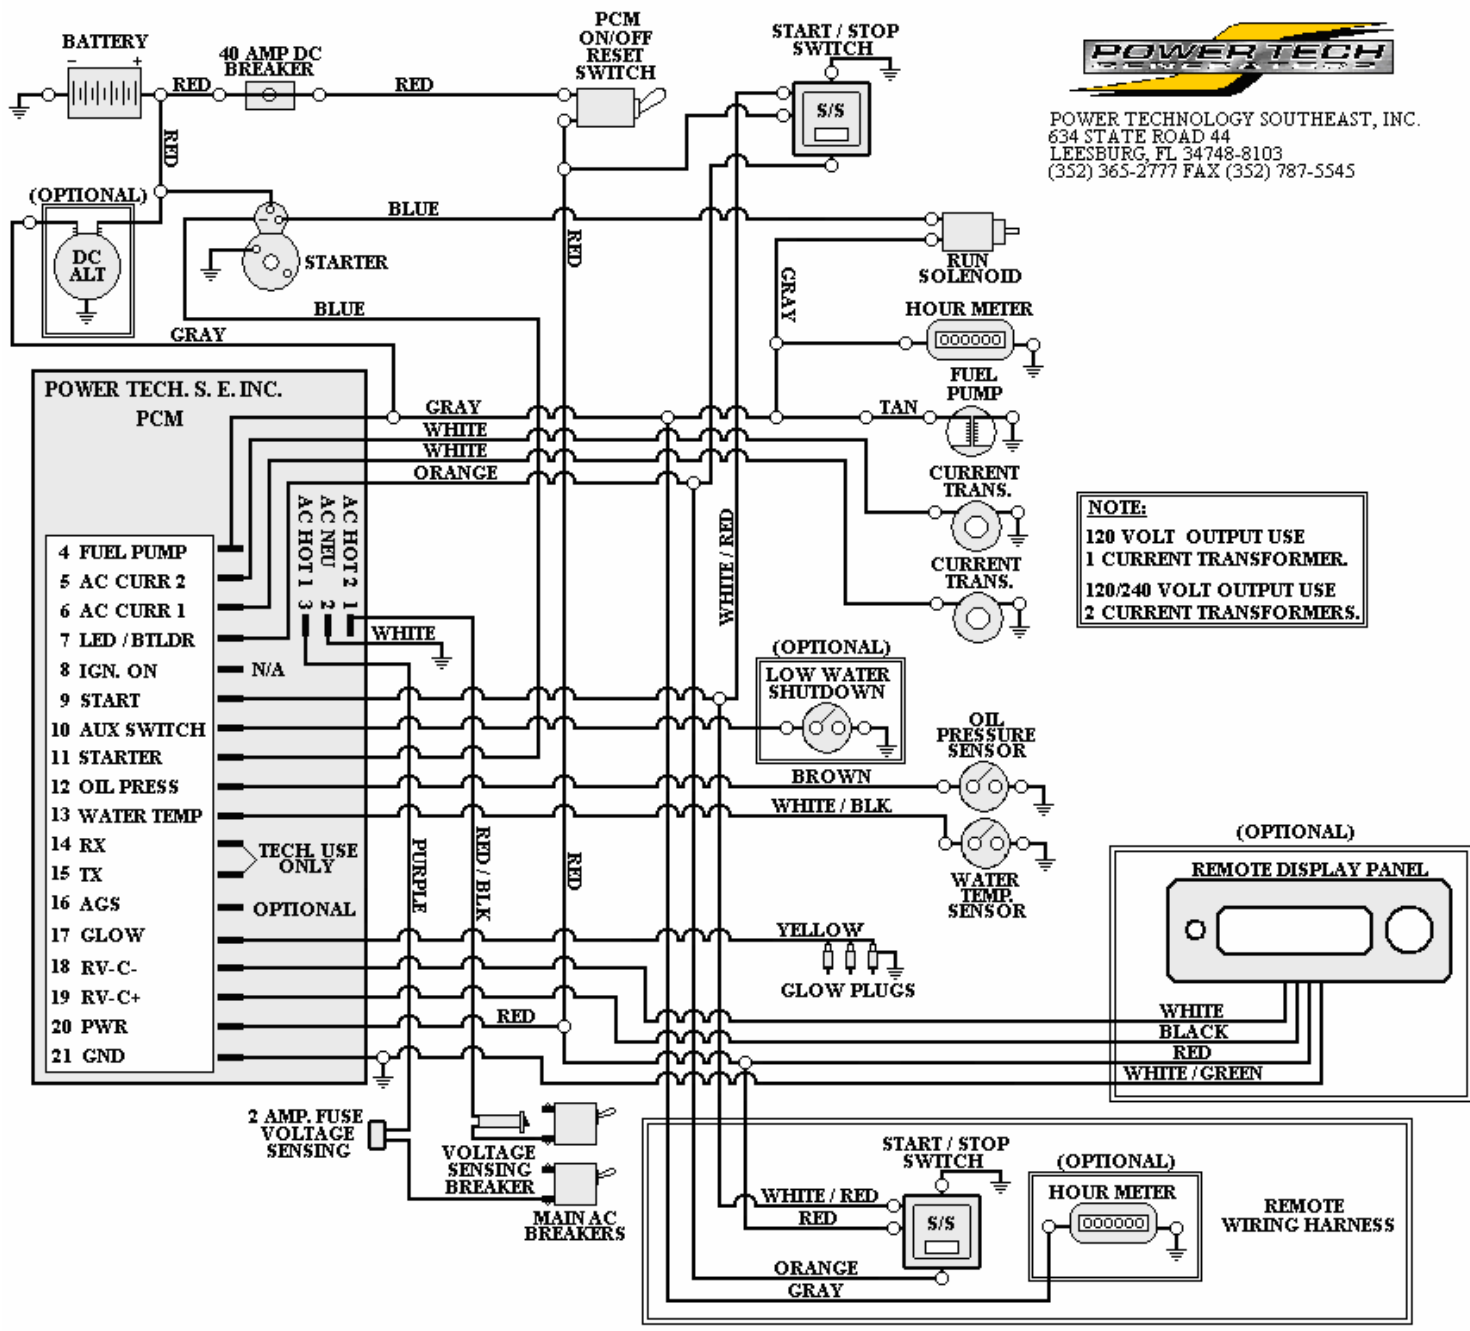 BATTERY
- +
RED
40 AMP DC
BREAKER
RED
PCM
ON/OFF
RESET
SWITCH
START / STOP
SWITCH
S/S
POWER TECH
GENERATORS
POWER TECHNOLOGY SOUTHEAST, INC.
634 STATE ROAD 44
LEESBURG, FL 34748-8103
(352) 365-2777 FAX (352) 787-5545
RED
(OPTIONAL)
DC
ALT
STARTER
BLUE
RED
BLUE
GRAY
GRAY
RUN
SOLENOID
HOUR METER
000000
FUEL
PUMP
TAN
POWER TECH. S. E. INC.
PCM
GRAY
WHITE
WHITE
ORANGE
CURRENT
TRANS.
CURRENT
TRANS.
NOTE:
120 VOLT OUTPUT USE
1 CURRENT TRANSFORMER.
120/240 VOLT OUTPUT USE
2 CURRENT TRANSFORMERS.
AC HOT 1 3
AC NEU 2
AC HOT 2 1
WHITE
WHITE / RED
4 FUEL PUMP
5 AC CURR 2
6 AC CURR 1
7 LED / BTLDR
8 IGN. ON N/A
9 START
10 AUX SWITCH
11 STARTER
12 OIL PRESS
13 WATER TEMP
14 RX
15 TX
TECH. USE
ONLY
16 AGS OPTIONAL
17 GLOW
18 RV-C-
19 RV-C+
20 PWR
21 GND
(OPTIONAL)
LOW WATER
SHUTDOWN
OIL
PRESSURE
SENSOR
BROWN
WHITE / BLK
WATER
TEMP.
SENSOR
PURPLE
RED / BLK
RED
YELLOW
GLOW PLUGS
RED
(OPTIONAL)
REMOTE DISPLAY PANEL
WHITE
BLACK
RED
WHITE / GREEN
2 AMP. FUSE
VOLTAGE
SENSING
VOLTAGE
SENSING
BREAKER
MAIN AC
BREAKERS
START / STOP
SWITCH
S/S
WHITE / RED
RED
ORANGE
GRAY
(OPTIONAL)
HOUR METER
000000
REMOTE
WIRING HARNESS